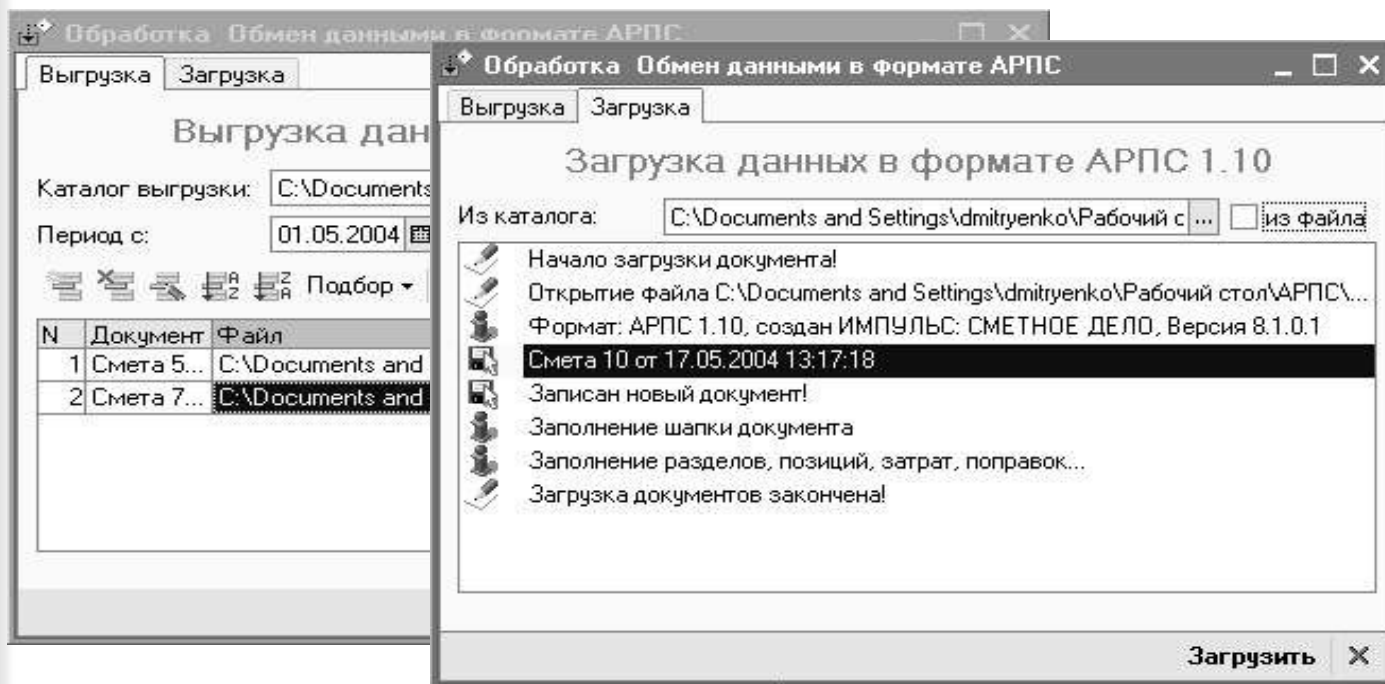 Обработка Обмен данными в формате АРПС
Выгрузка Загрузка
Выгрузка дан
Каталог выгрузки: C:\Documents
Период с: 01.05.2004
Подбор
N Документ Файл
1 Смета 5... C:\Documents and
2 Смета 7... C:\Documents and
Обработка Обмен данными в формате АРПС
Выгрузка Загрузка
Загрузка данных в формате АРПС 1.10
Из каталога: C:\Documents and Settings\dmitryenko\Рабочий с ... из файла
Начало загрузки документа!
Открытие файла C:\Documents and Settings\dmitryenko\Рабочий стол\АРПС\...
Формат: АРПС 1.10, создан ИМПУЛЬС: СМЕТНОЕ ДЕЛО, Версия 8.1.0.1
Смета 10 от 17.05.2004 13:17:18
Записан новый документ!
Заполнение шапки документа
Заполнение разделов, позиций, затрат, поправок...
Загрузка документов закончена!
Загрузить